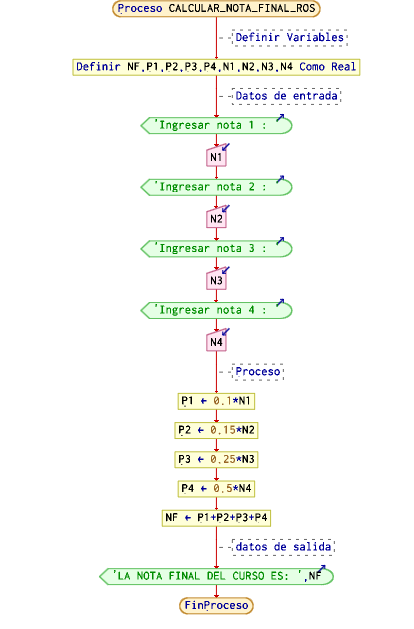 Proceso CALCULAR_NOTA_FINAL_ROS
Definir Variables
Definir NF,P1,P2,P3,P4,N1,N2,N3,N4 Como Real
Datos de entrada
'Ingresar nota 1 : '
N1
'Ingresar nota 2 : '
N2
'Ingresar nota 3 : '
N3
'Ingresar nota 4 : '
N4
Proceso
P1 ← 0.1*N1
P2 ← 0.15*N2
P3 ← 0.25*N3
P4 ← 0.5*N4
NF ← P1+P2+P3+P4
datos de salida
'LA NOTA FINAL DEL CURSO ES: ',NF
FinProceso